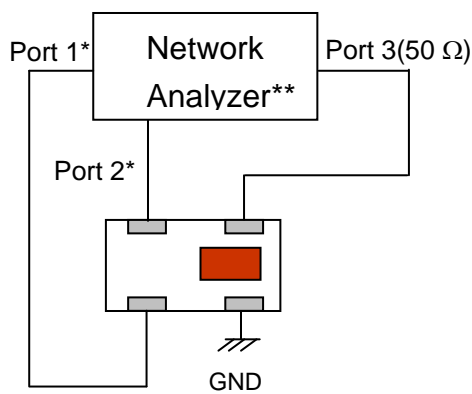 Port 1*
Network
Analyzer**
Port 3(50 Ω)
Port 2*
GND